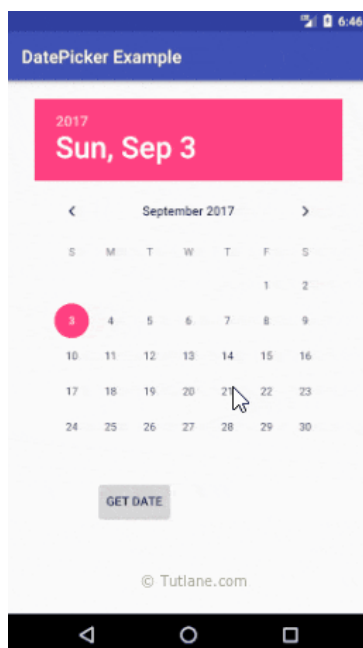 6:46
DatePicker Example
2017
Sun, Sep 3
September 2017
S M T W T F S
1 2
3 4 5 6 7 8 9
10 11 12 13 14 15 16
17 18 19 20 21 22 23
24 25 26 27 28 29 30
GET DATE
© Tutlane.com